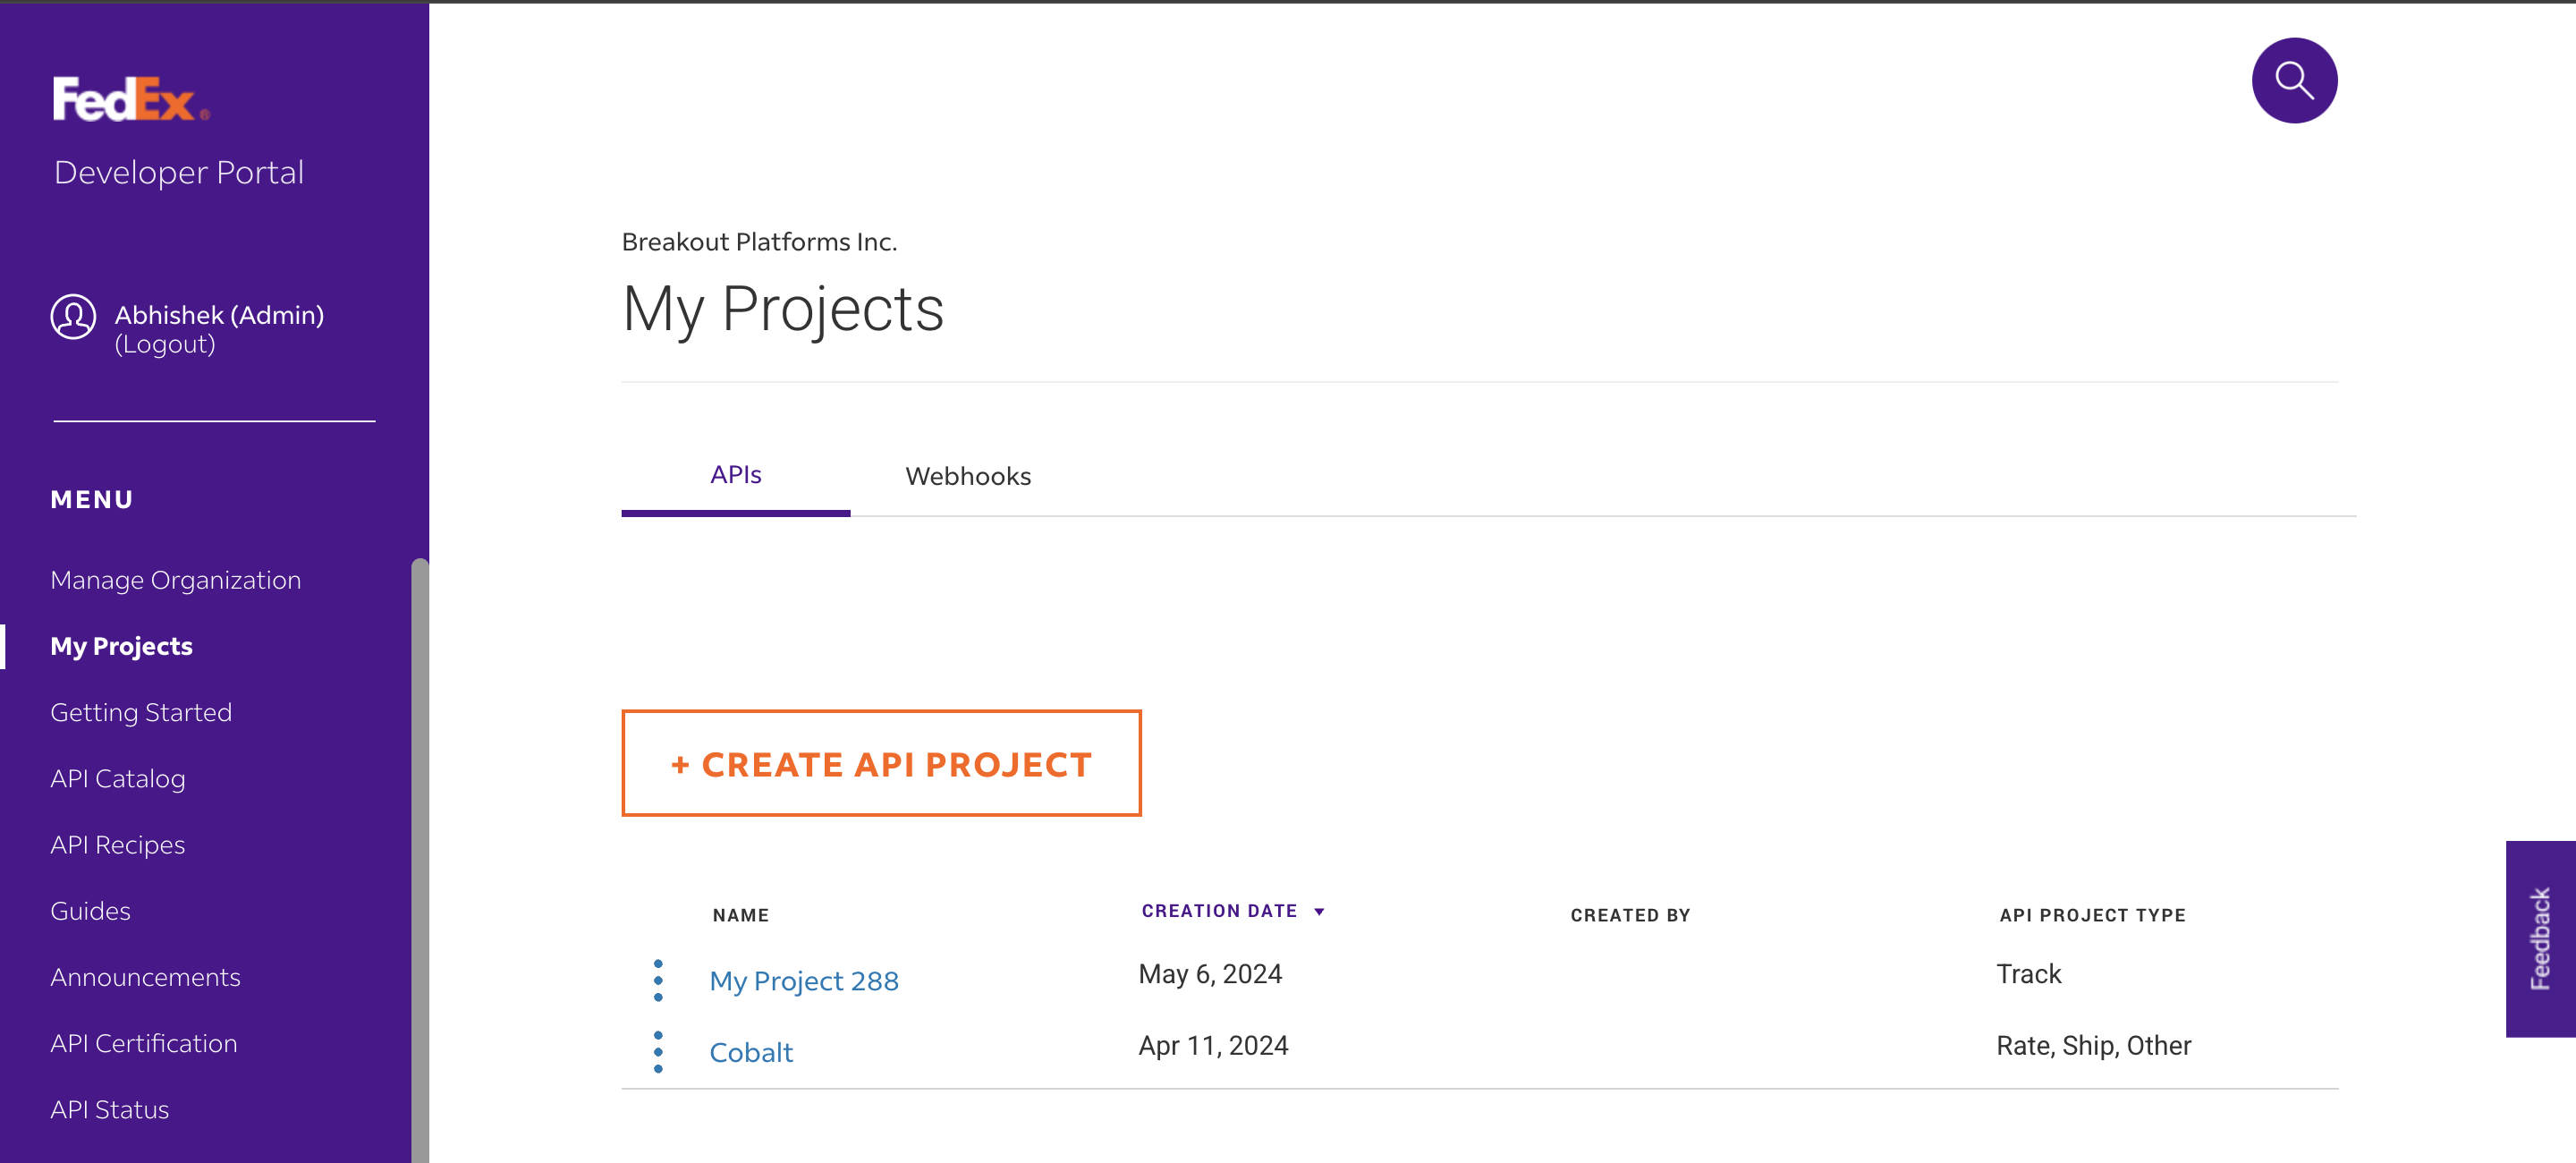 FedEx®
Developer Portal
Abhishek (Admin)
(Logout)
MENU
Manage Organization
My Projects
Getting Started
API Catalog
API Recipes
Guides
Announcements
API Certification
API Status
Breakout Platforms Inc.
My Projects
APIs Webhooks
+ CREATE API PROJECT
NAME CREATION DATE CREATED BY API PROJECT TYPE
My Project 288 May 6, 2024 Track
Cobalt Apr 11, 2024 Rate, Ship, Other
Feedback